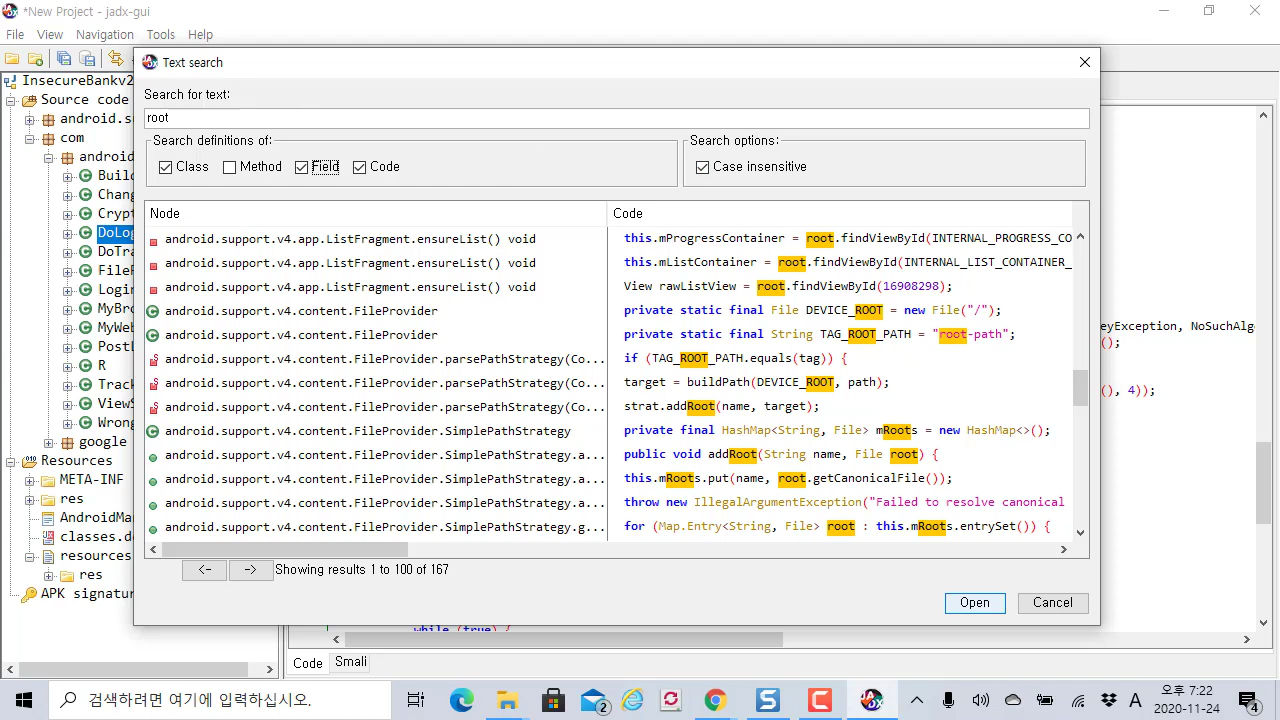 *New Project - jadx-gui
File View Navigation Tools Help
InsecureBankv2
Source code
android.s
com
android
Buil
Chan
Cryp
DoLog
DoTra
FileP
Login
MyBro
MyWeb
PostL
R
Track
ViewS
Wrong
google
Resources
META-INF
res
AndroidMa
classes.d
resources
res
APK signatur
Text search
Search for text:
root
Search definitions of:
Class Method Field Code
Search options:
Case insensitive
Node Code
android.support.v4.app.ListFragment.ensureList() void this.mProgressContainer = root.findViewById(INTERNAL_PROGRESS_CO
android.support.v4.app.ListFragment.ensureList() void this.mListContainer = root.findViewById(INTERNAL_LIST_CONTAINER_
android.support.v4.app.ListFragment.ensureList() void View rawListView = root.findViewById(16908298);
android.support.v4.content.FileProvider private static final File DEVICE_ROOT = new File("/");
android.support.v4.content.FileProvider private static final String TAG_ROOT_PATH = "root-path";
android.support.v4.content.FileProvider.parsePathStrategy(Co... if (TAG_ROOT_PATH.equals(tag)) {
android.support.v4.content.FileProvider.parsePathStrategy(Co... target = buildPath(DEVICE_ROOT, path);
android.support.v4.content.FileProvider.parsePathStrategy(Co... strat.addRoot(name, target);
android.support.v4.content.FileProvider.SimplePathStrategy private final HashMap<String, File> mRoots = new HashMap<>();
android.support.v4.content.FileProvider.SimplePathStrategy.a... public void addRoot(String name, File root) {
android.support.v4.content.FileProvider.SimplePathStrategy.a... this.mRoots.put(name, root.getCanonicalFile());
android.support.v4.content.FileProvider.SimplePathStrategy.a... throw new IllegalArgumentException("Failed to resolve canonical
android.support.v4.content.FileProvider.SimplePathStrategy.g... for (Map.Entry<String, File> root : this.mRoots.entrySet()) {
<- -> Showing results 1 to 100 of 167
Open Cancel
eyException, NoSuchAlg
();
(), 4));
while (true) {
Code Smali
검색하려면 여기에 입력하십시오.
2
A
오후 7:22
2020-11-24
4